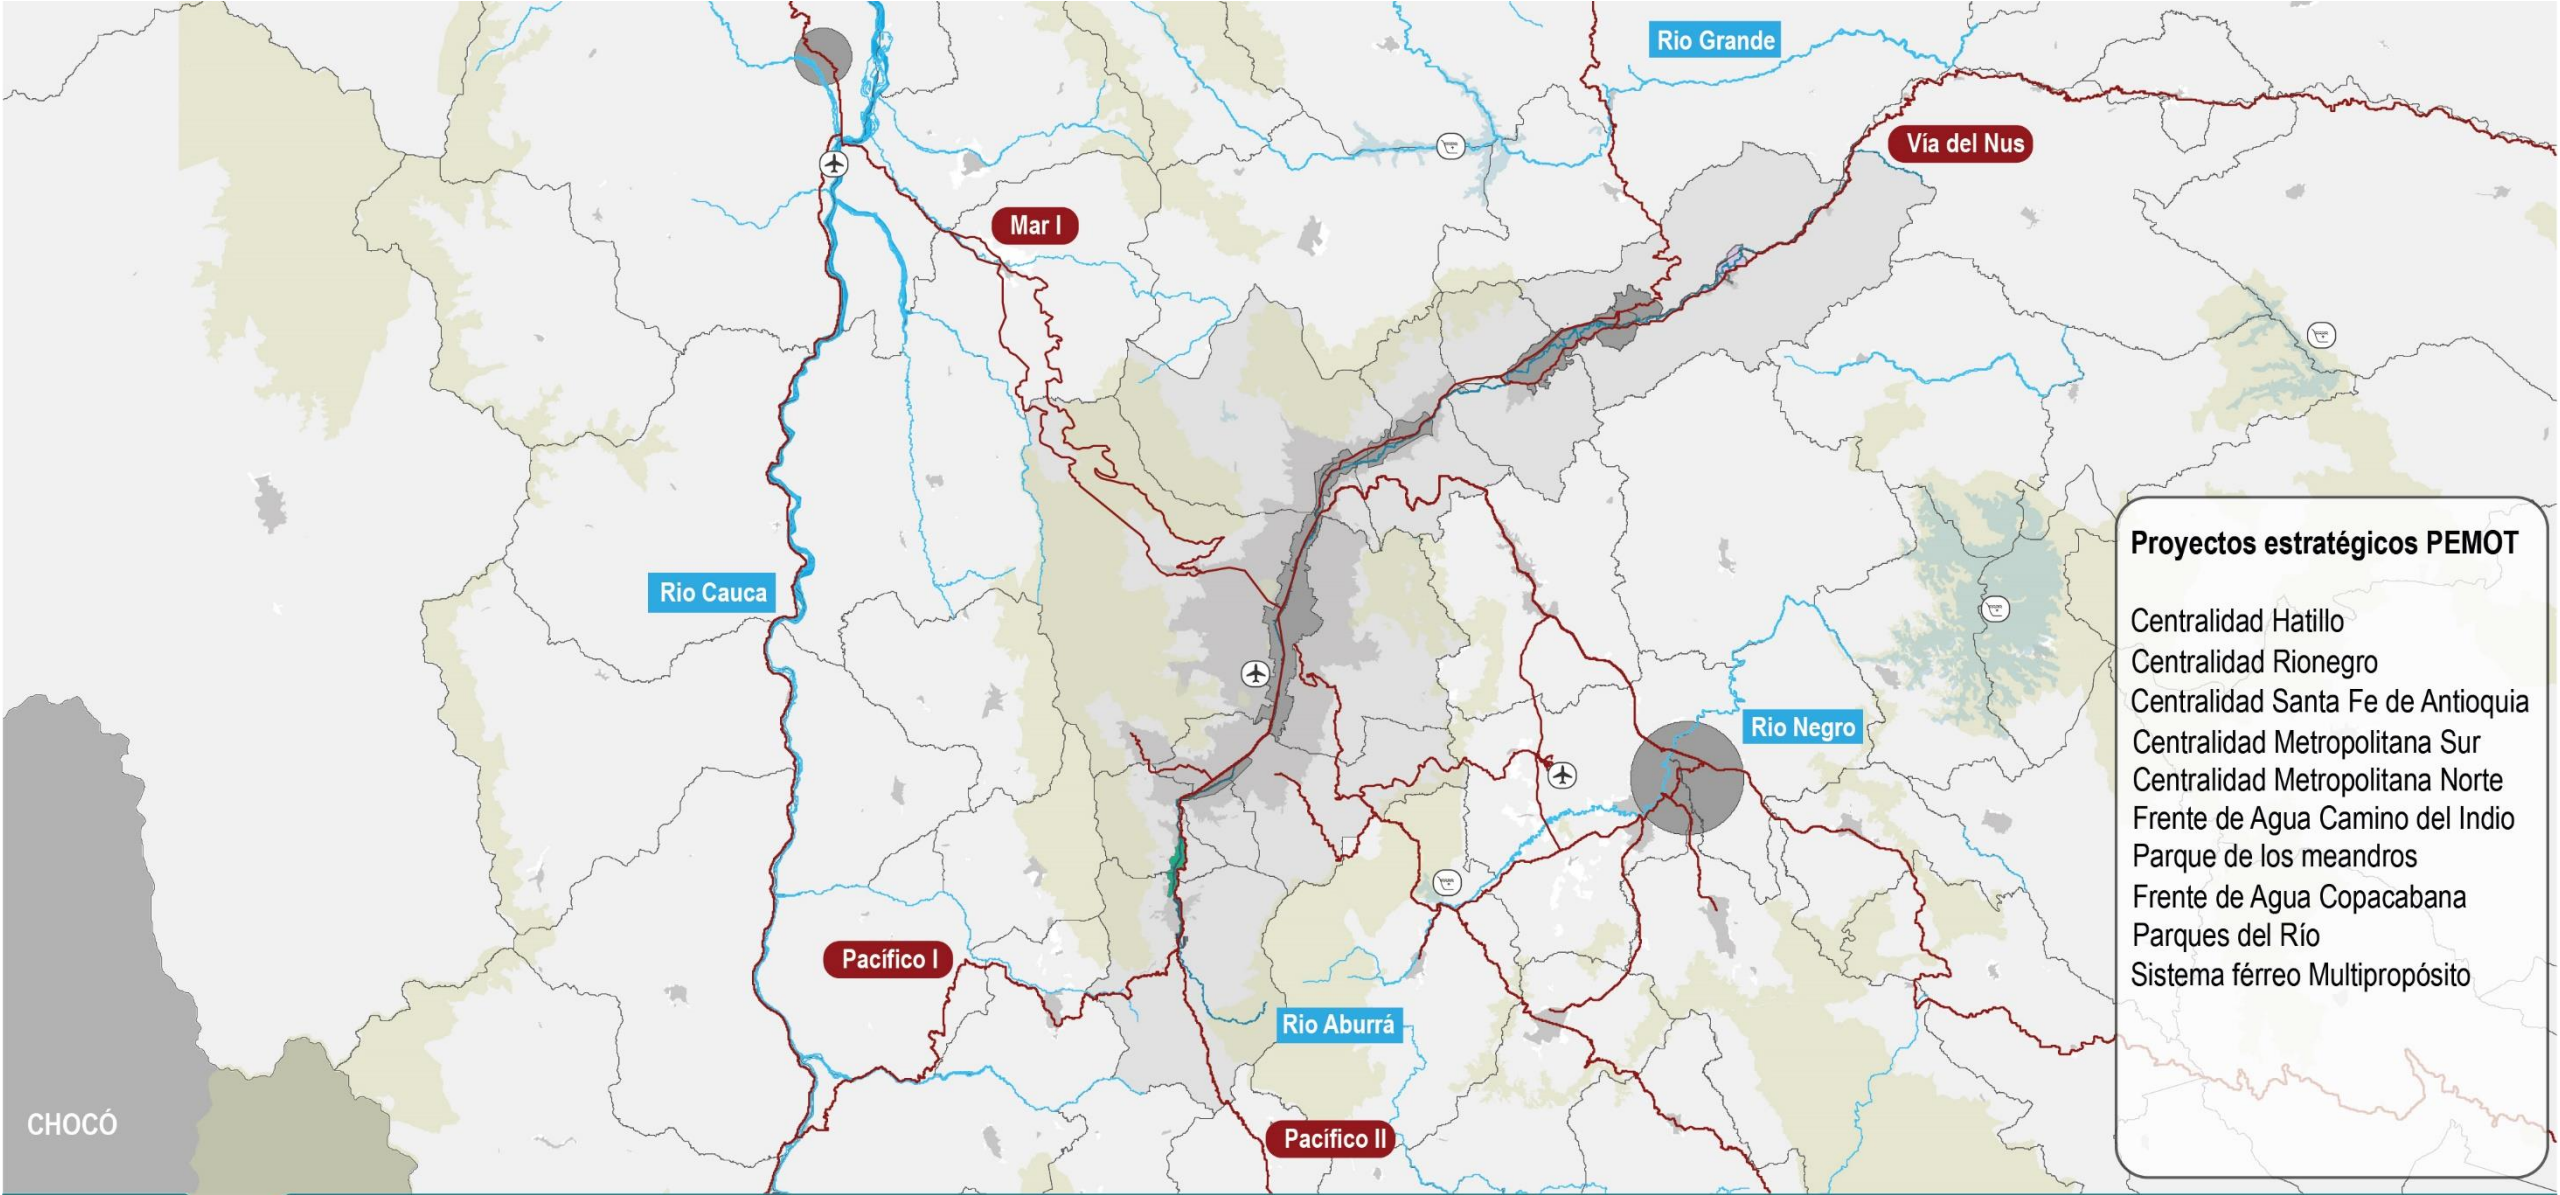 Rio Grande
Vía del Nus
Mar I
Rio Cauca
Rio Negro
Pacífico I
Rio Aburrá
Pacífico II
CHOCÓ
Proyectos estratégicos PEMOT
Centralidad Hatillo
Centralidad Rionegro
Centralidad Santa Fe de Antioquia
Centralidad Metropolitana Sur
Centralidad Metropolitana Norte
Frente de Agua Camino del Indio
Parque de los meandros
Frente de Agua Copacabana
Parques del Río
Sistema férreo Multipropósito